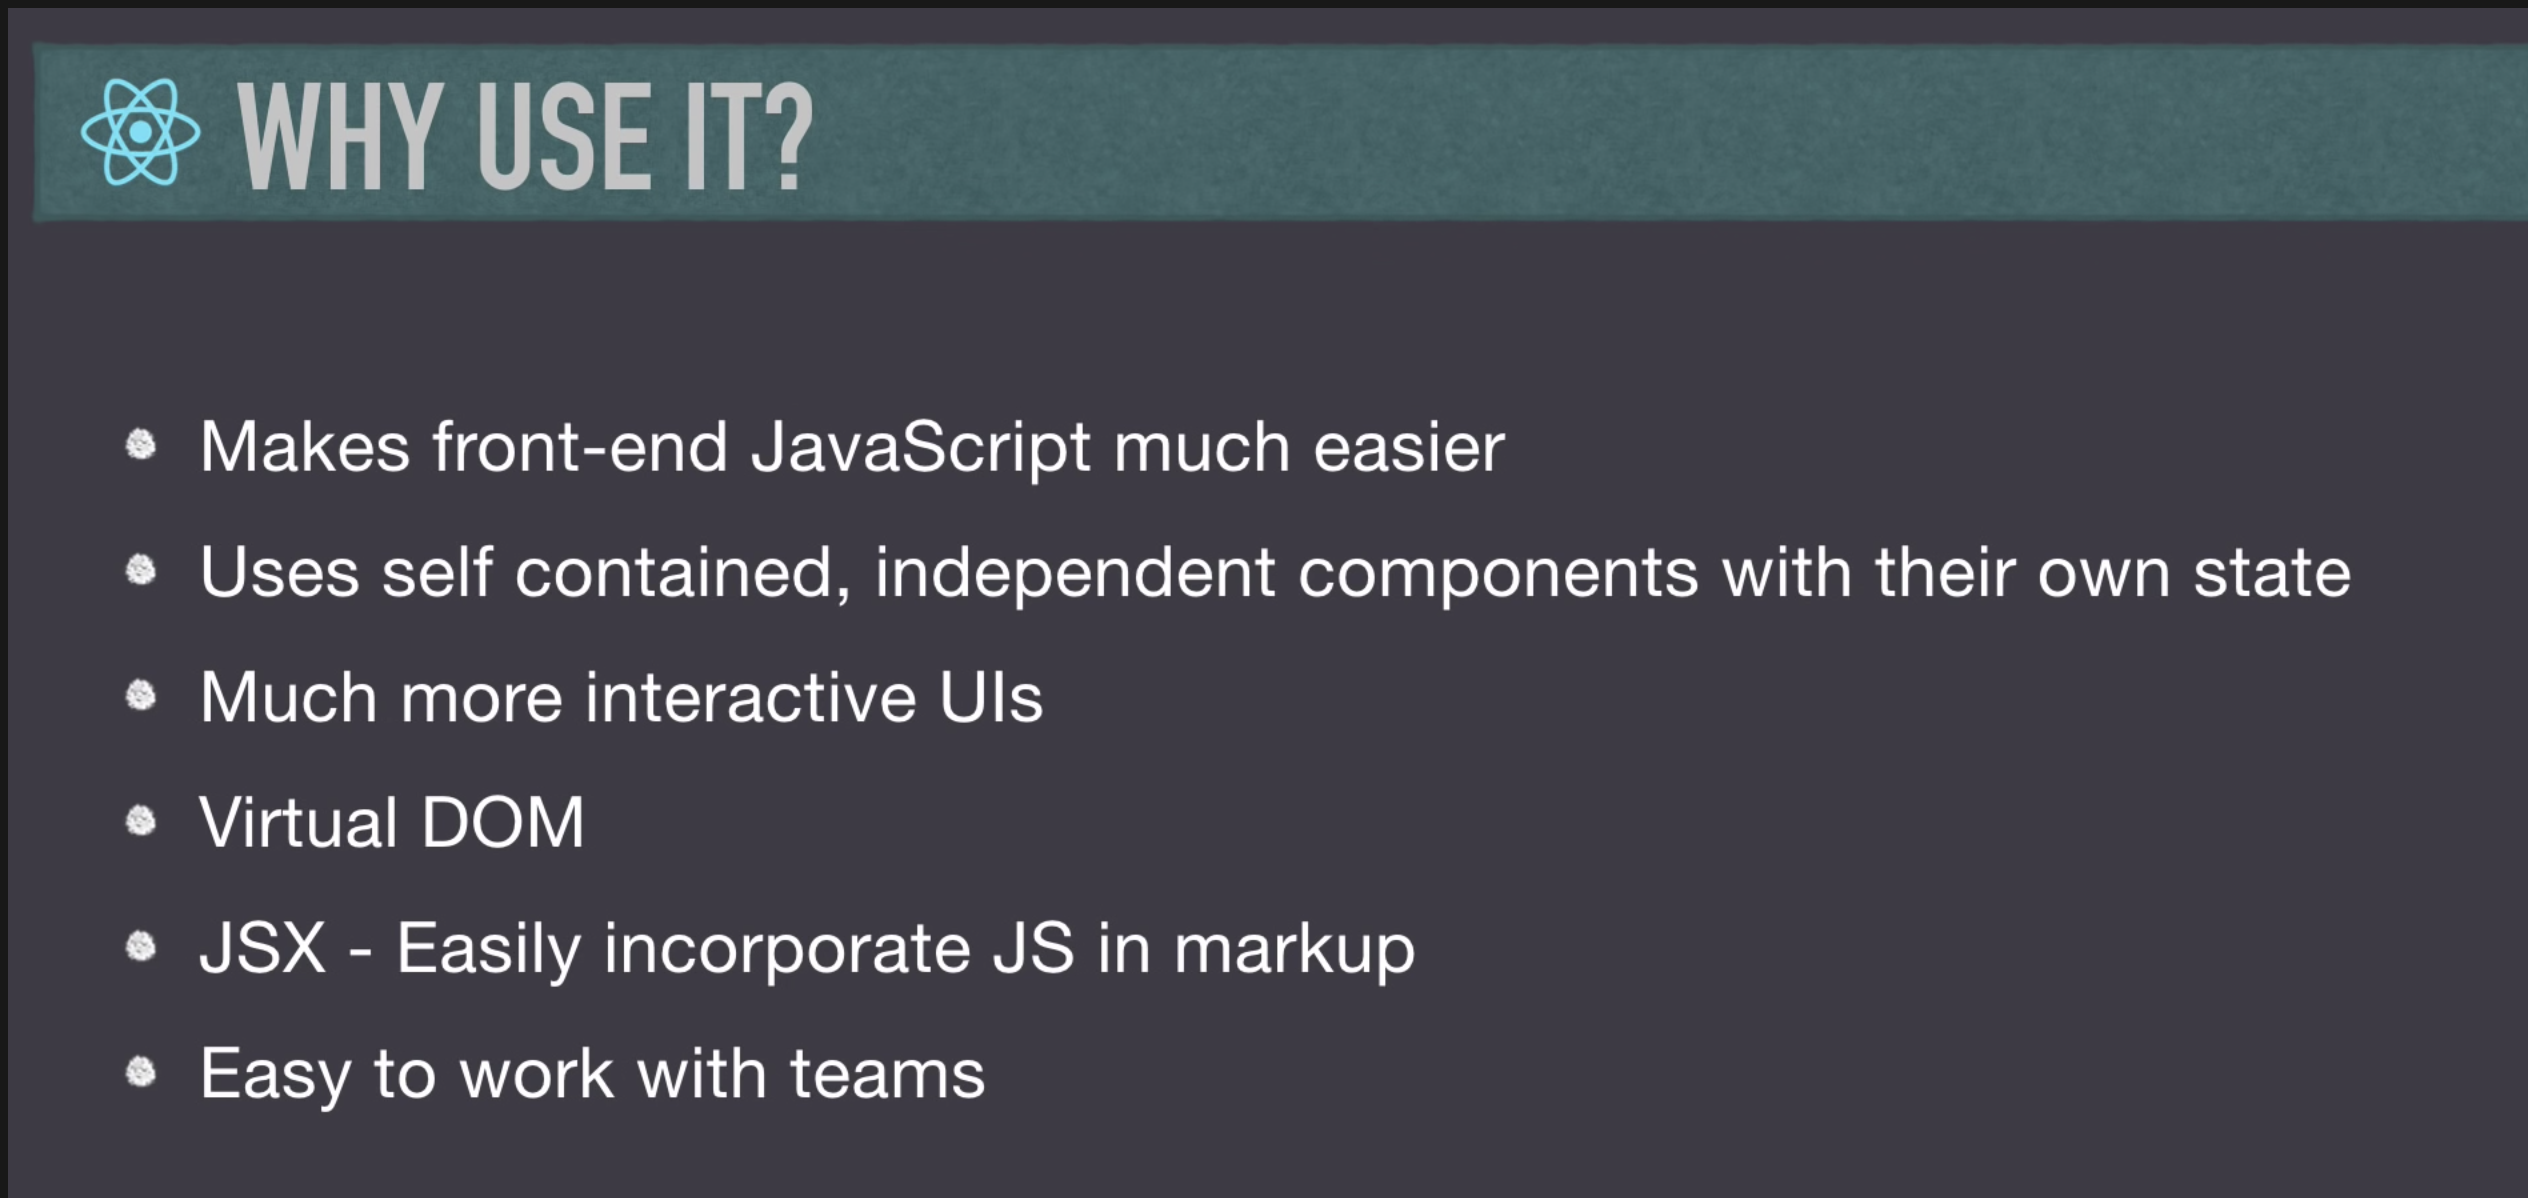 WHY USE IT?
Makes front-end JavaScript much easier
Uses self contained, independent components with their own state
Much more interactive UIs
Virtual DOM
JSX - Easily incorporate JS in markup
Easy to work with teams